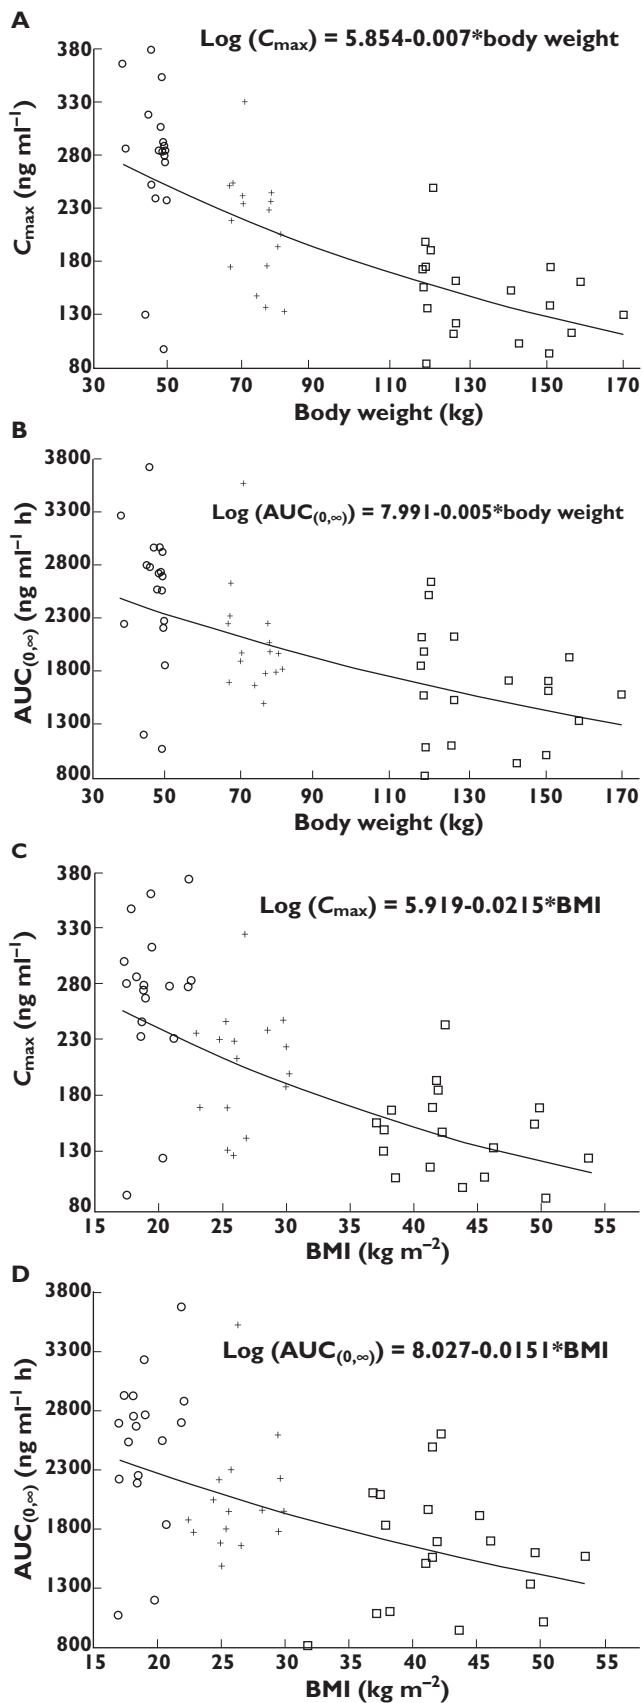 A
Log (Cmax) = 5.854-0.007*body weight
Cmax (ng ml–1)
380
330
280
230
180
130
80
30 50 70 90 110 130 150 170
Body weight (kg)
B
Log (AUC(0,∞)) = 7.991-0.005*body weight
AUC(0,∞) (ng ml–1 h)
3800
3300
2800
2300
1800
1300
800
30 50 70 90 110 130 150 170
Body weight (kg)
C
Log (Cmax) = 5.919-0.0215*BMI
Cmax (ng ml–1)
380
330
280
230
180
130
80
15 20 25 30 35 40 45 50 55
BMI (kg m–2)
D
Log (AUC(0,∞)) = 8.027-0.0151*BMI
AUC(0,∞) (ng ml–1 h)
3800
3300
2800
2300
1800
1300
800
15 20 25 30 35 40 45 50 55
BMI (kg m–2)